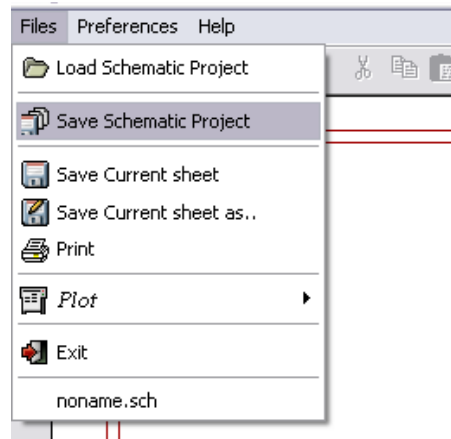 Files Preferences Help
Load Schematic Project
Save Schematic Project
Save Current sheet
Save Current sheet as..
Print
Plot
Exit
noname.sch